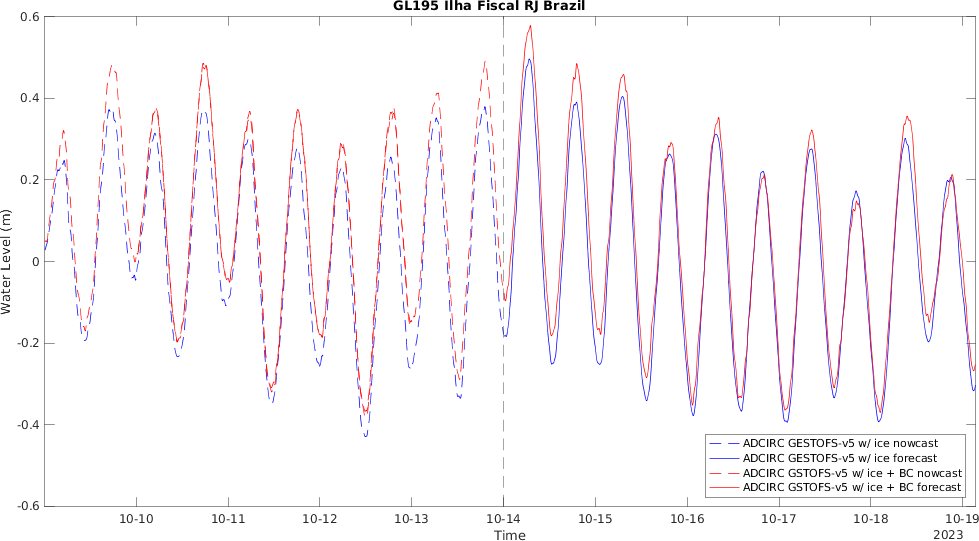 GL195 Ilha Fiscal RJ Brazil
0.6
0.4
0.2
0
-0.2
-0.4
-0.6
Water Level (m)
ADCIRC GESTOFS-v5 w/ ice nowcast
ADCIRC GESTOFS-v5 w/ ice forecast
ADCIRC GSTOFS-v5 w/ ice + BC nowcast
ADCIRC GSTOFS-v5 w/ ice + BC forecast
10-10 10-11 10-12 10-13 10-14 10-15 10-16 10-17 10-18 10-19
Time
2023